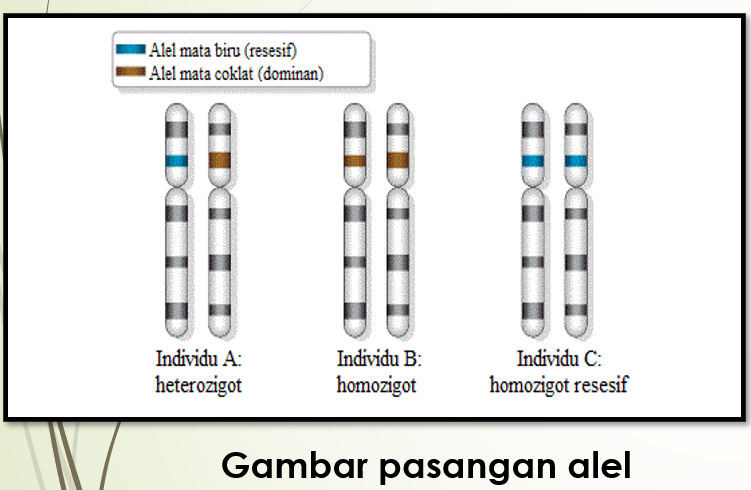 Alel mata biru (resesif)
Alel mata coklat (dominan)
Individu A:
heterozigot
Individu B:
homozigot
Individu C:
homozigot resesif
Gambar pasangan alel